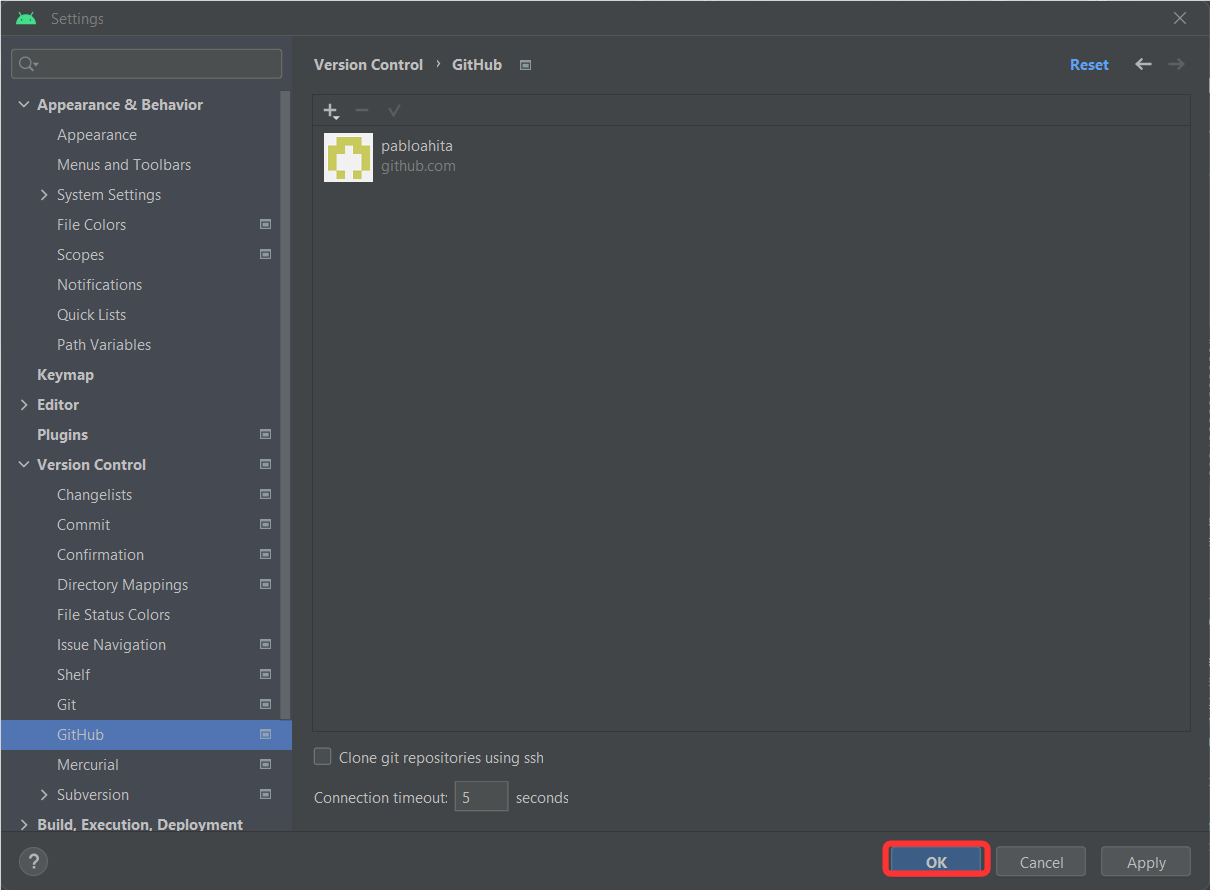 Settings
Appearance & Behavior
Appearance
Menus and Toolbars
System Settings
File Colors
Scopes
Notifications
Quick Lists
Path Variables
Keymap
Editor
Plugins
Version Control
Changelists
Commit
Confirmation
Directory Mappings
File Status Colors
Issue Navigation
Shelf
Git
GitHub
Mercurial
Subversion
Build, Execution, Deployment
Version Control › GitHub
Reset
pabloahita
github.com
Clone git repositories using ssh
Connection timeout: 5 seconds
?
OK
Cancel
Apply